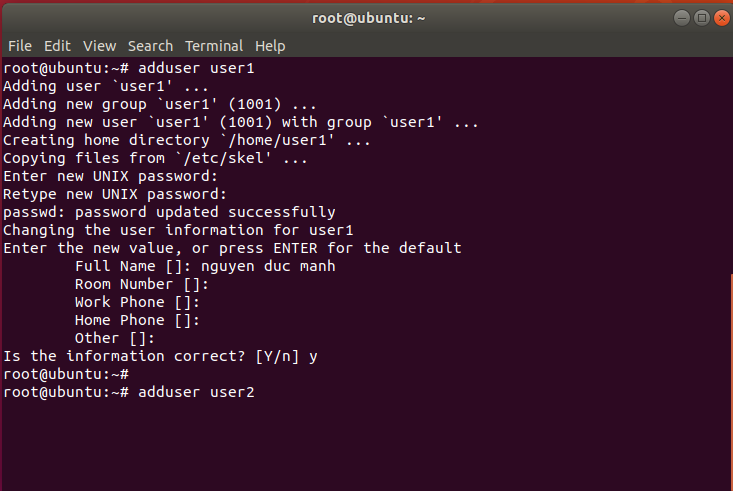 root@ubuntu: ~
File Edit View Search Terminal Help
root@ubuntu:~# adduser user1
Adding user `user1' ...
Adding new group `user1' (1001) ...
Adding new user `user1' (1001) with group `user1' ...
Creating home directory `/home/user1' ...
Copying files from `/etc/skel' ...
Enter new UNIX password:
Retype new UNIX password:
passwd: password updated successfully
Changing the user information for user1
Enter the new value, or press ENTER for the default
        Full Name []: nguyen duc manh
        Room Number []:
        Work Phone []:
        Home Phone []:
        Other []:
Is the information correct? [Y/n] y
root@ubuntu:~#
root@ubuntu:~# adduser user2